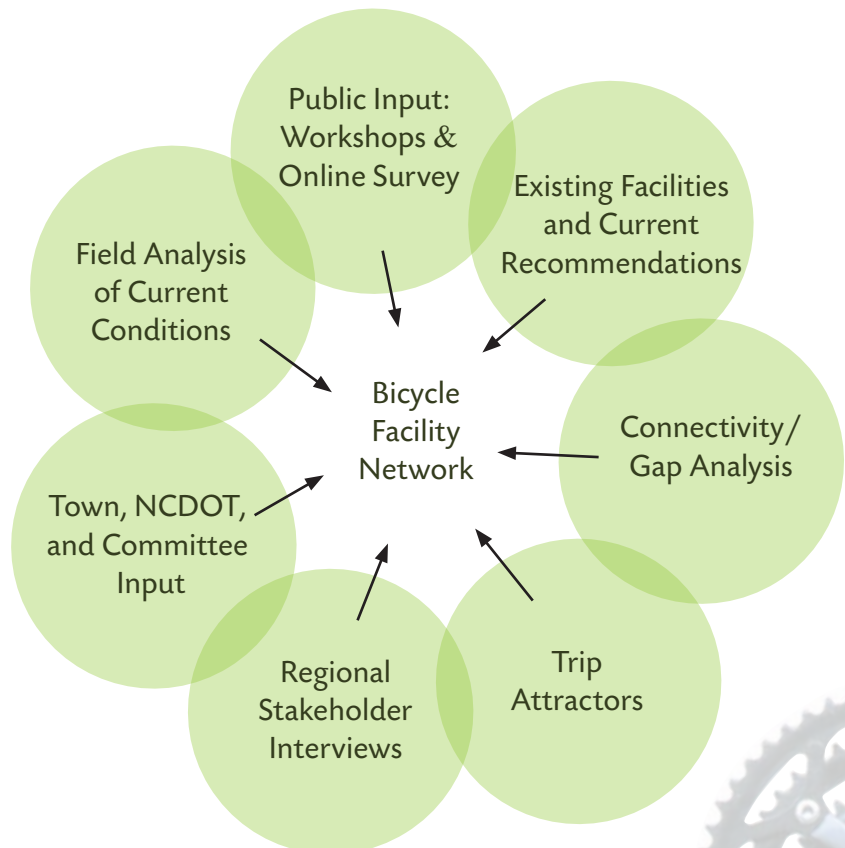 Public Input:
Workshops &
Online Survey
Existing Facilities
and Current
Recommendations
Field Analysis
of Current
Conditions
Bicycle
Facility
Network
Connectivity/
Gap Analysis
Town, NCDOT,
and Committee
Input
Trip
Attractors
Regional
Stakeholder
Interviews